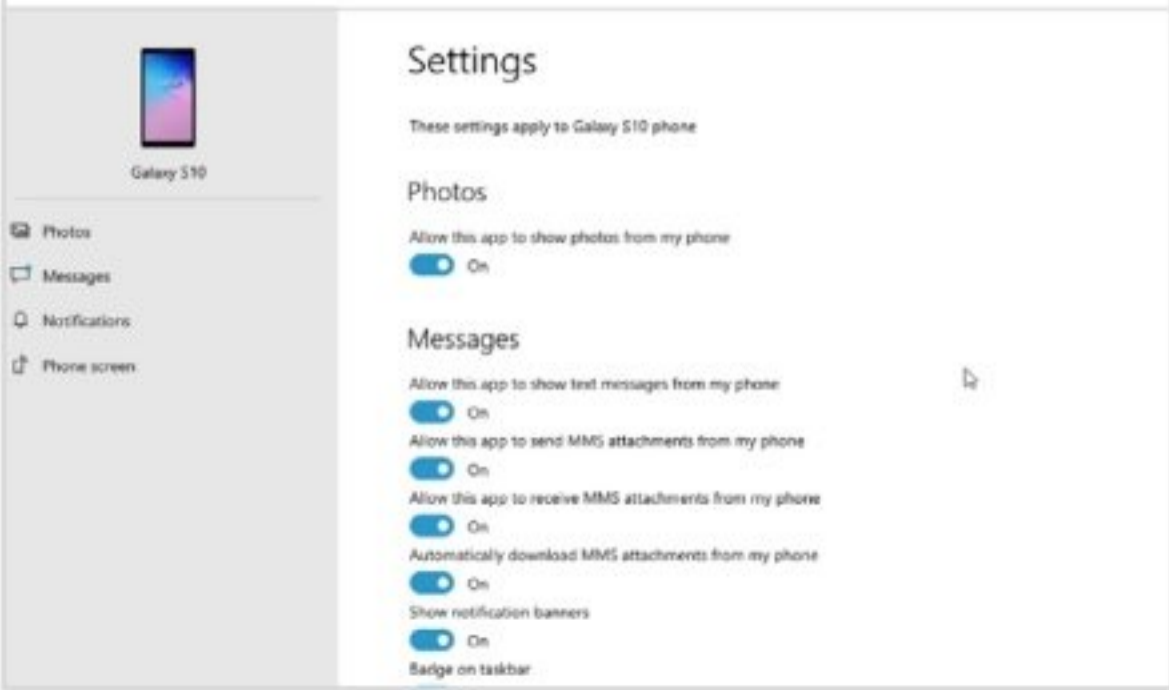 Galaxy S10
Photos
Messages
Notifications
Phone screen
Settings
These settings apply to Galaxy S10 phone
Photos
Allow this app to show photos from my phone
On
Messages
Allow this app to show text messages from my phone
On
Allow this app to send MMS attachments from my phone
On
Allow this app to receive MMS attachments from my phone
On
Automatically download MMS attachments from my phone
On
Show notification banners
On
Badge on taskbar